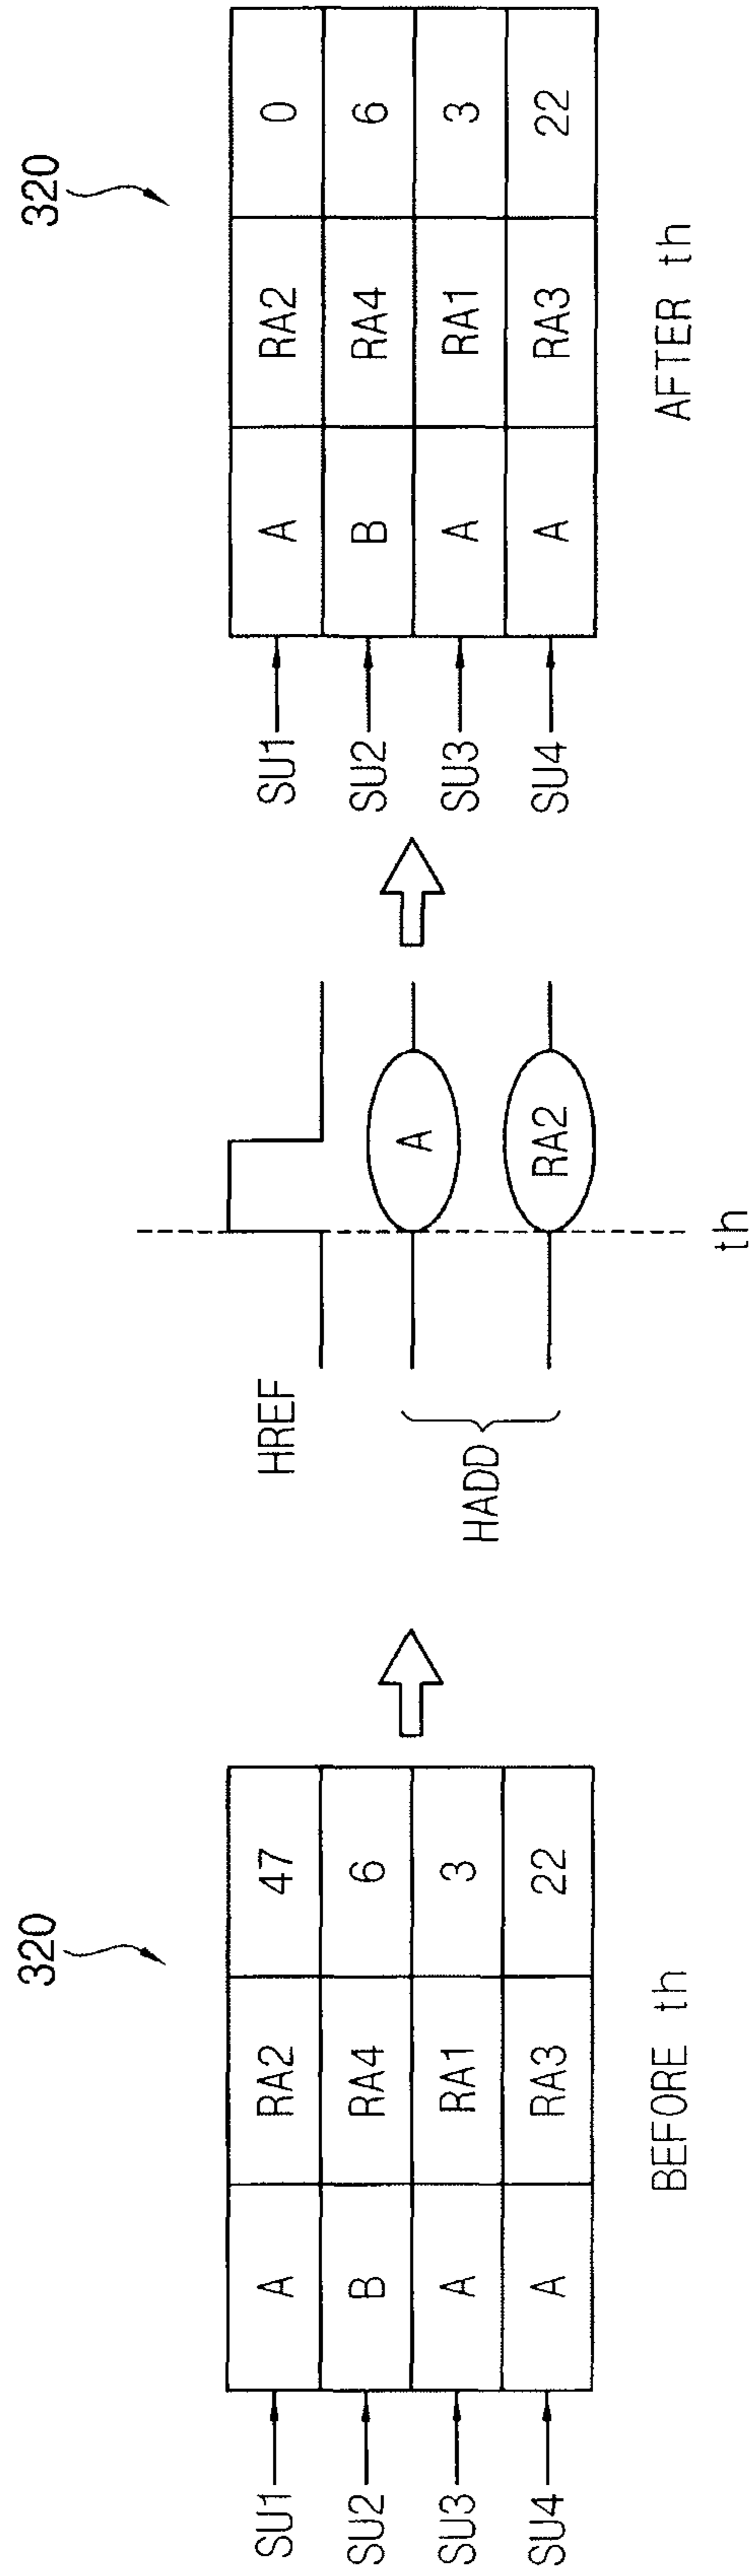 320
SU1 A RA2 47
SU2 B RA4 6
SU3 A RA1 3
SU4 A RA3 22
BEFORE th
HREF
HADD
A
RA2
th
320
SU1 A RA2 0
SU2 B RA4 6
SU3 A RA1 3
SU4 A RA3 22
AFTER th